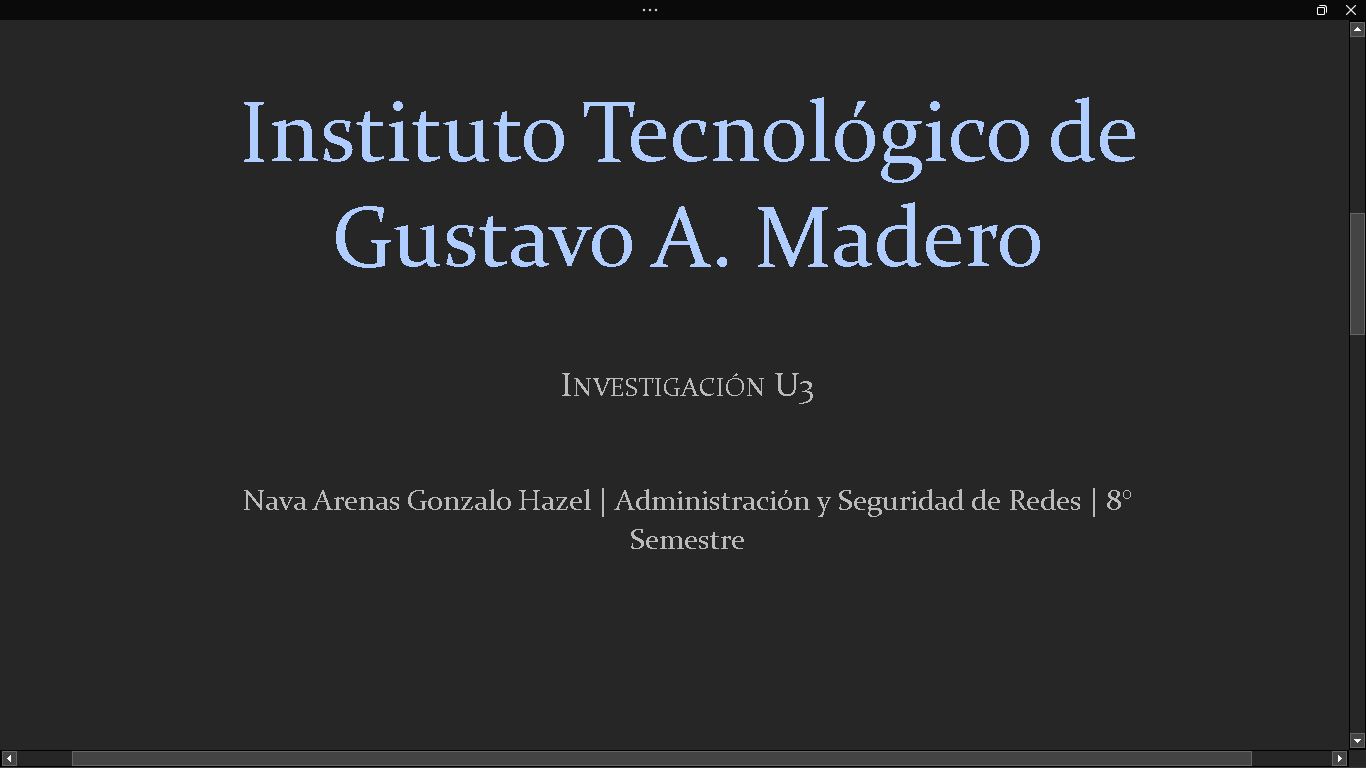 Instituto Tecnológico de
Gustavo A. Madero
Investigación U3
Nava Arenas Gonzalo Hazel | Administración y Seguridad de Redes | 8°
Semestre